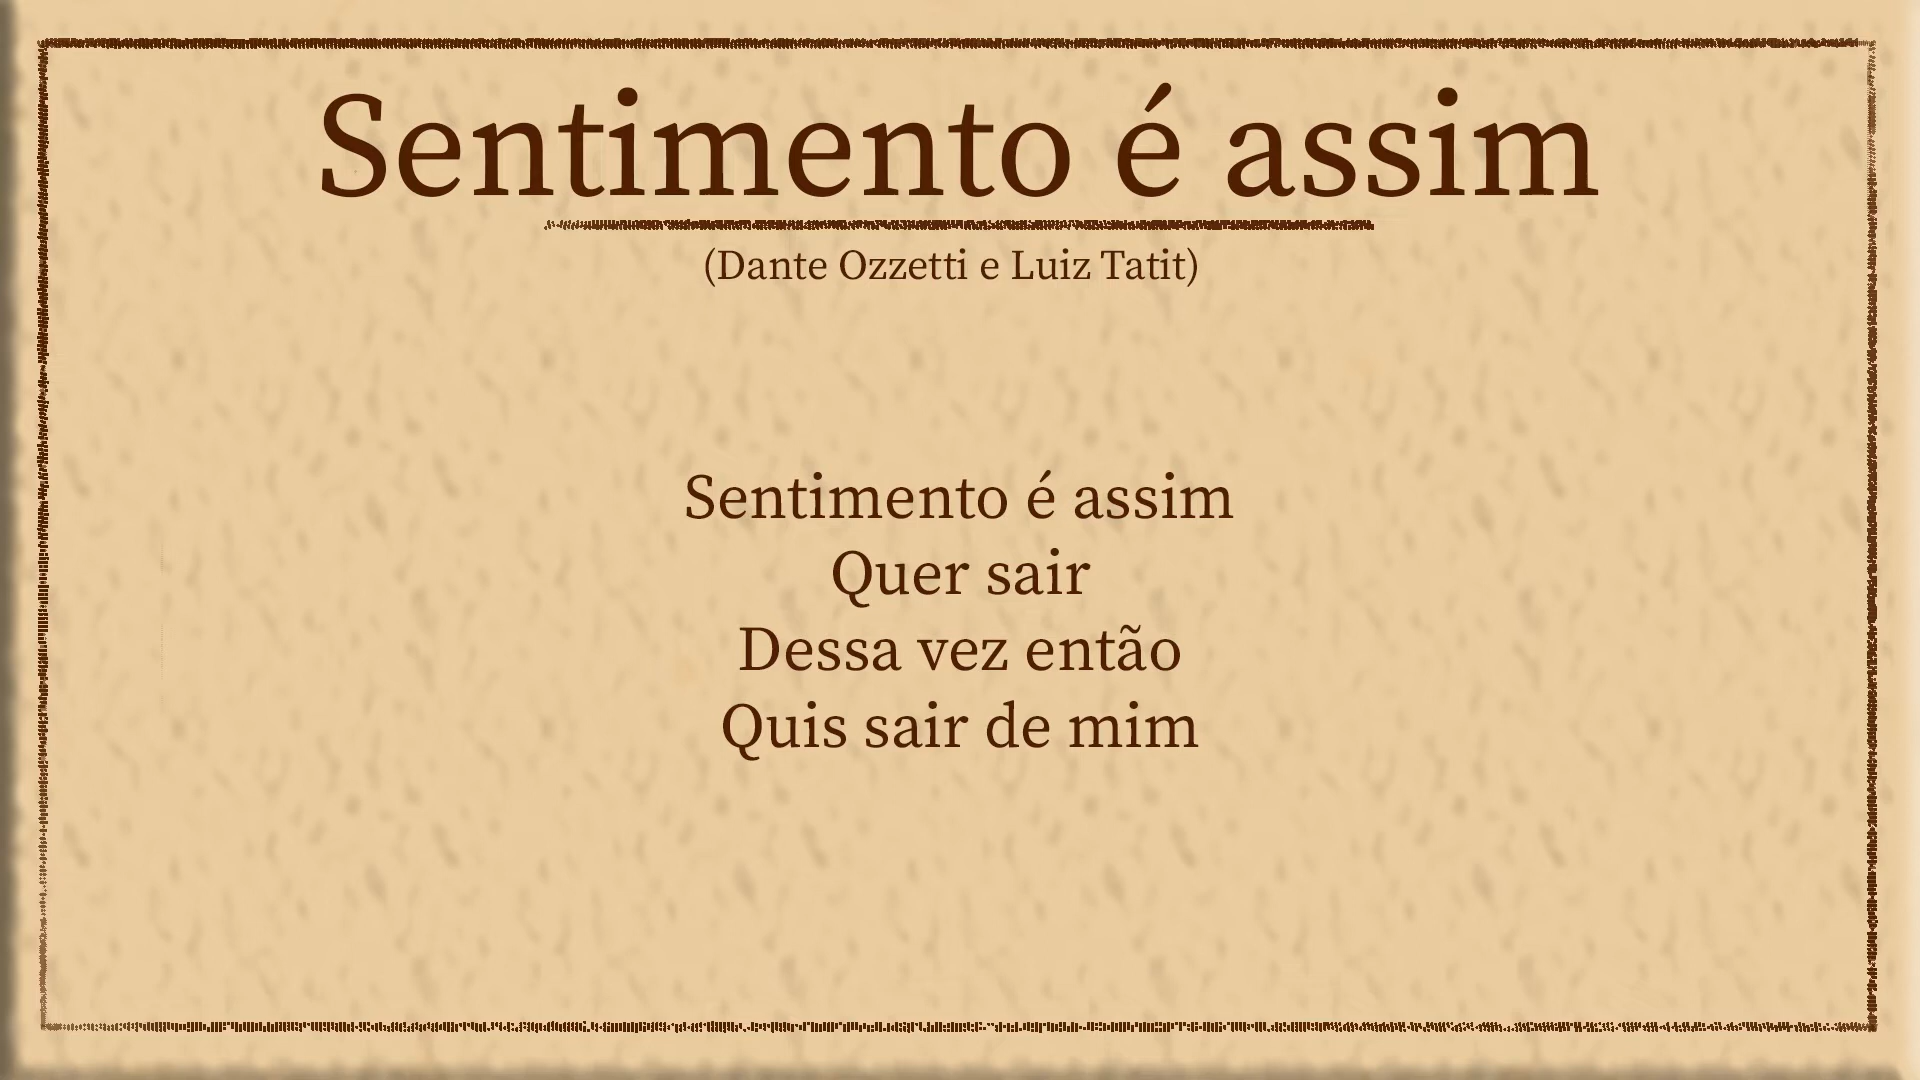 Sentimento é assim
(Dante Ozzetti e Luiz Tatit)
Sentimento é assim
Quer sair
Dessa vez então
Quis sair de mim